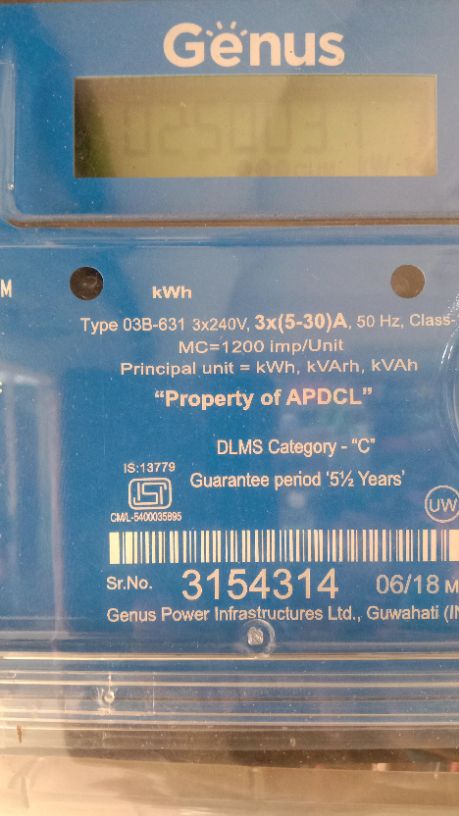 Genus
M
kWh
Type 03B-631 3x240V, 3x(5-30)A, 50 Hz, Class-
MC=1200 imp/Unit
Principal unit = kWh, kVArh, kVAh
“Property of APDCL”
DLMS Category - “C”
IS:13779
Guarantee period ‘5½ Years’
ISI
CM/L-5400035895
UW
Sr.No. 3154314 06/18 M
Genus Power Infrastructures Ltd., Guwahati (IN